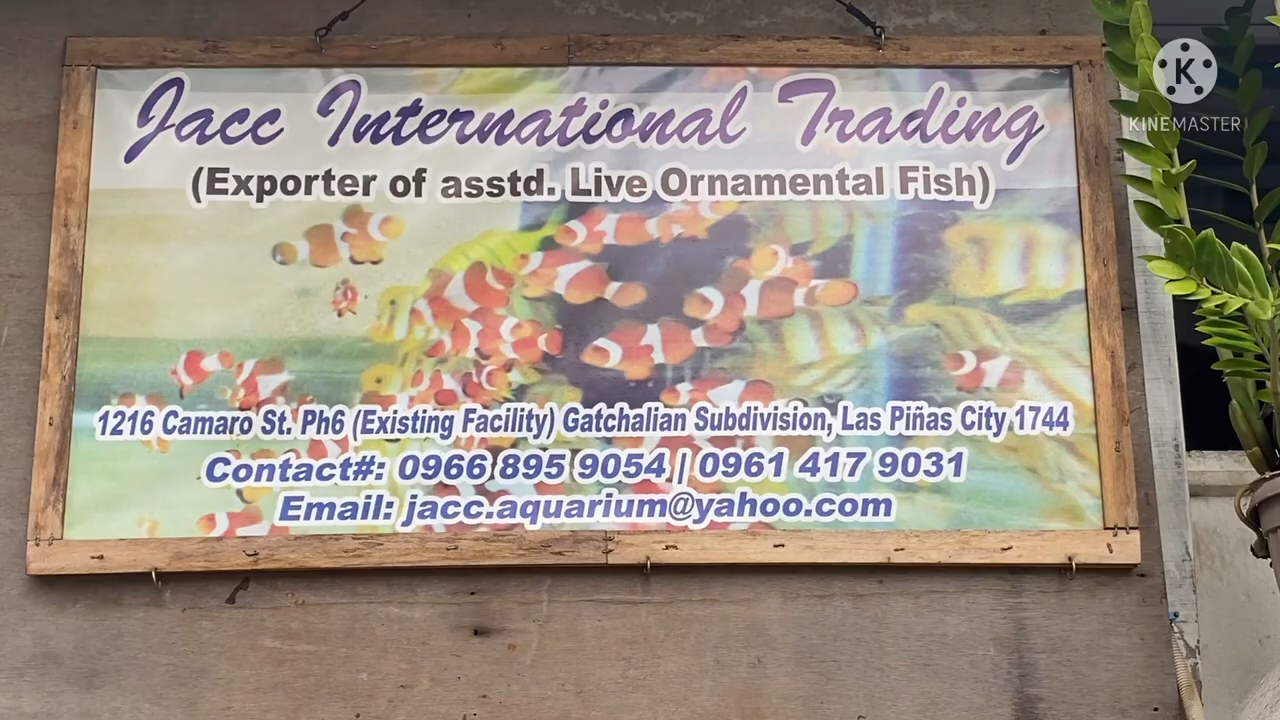 Jacc International Trading
(Exporter of asstd. Live Ornamental Fish)
1216 Camaro St. Ph6 (Existing Facility) Gatchalian Subdivision, Las Piñas City 1744
Contact#: 0966 895 9054 | 0961 417 9031
Email: jacc.aquarium@yahoo.com
K
KINEMASTER